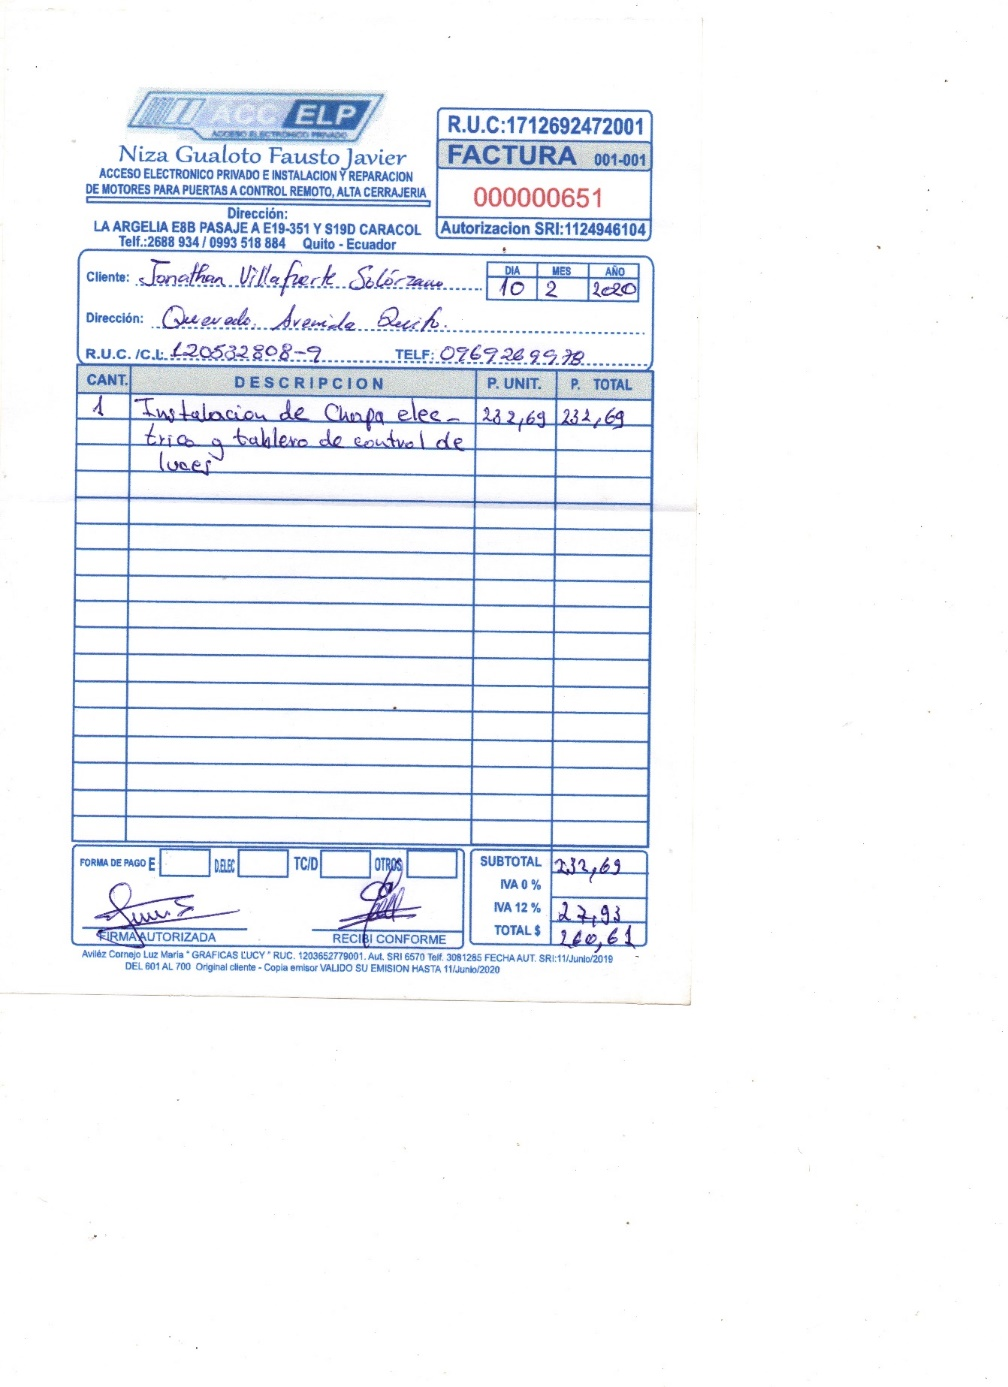 ACC ELP
ACCESO ELECTRONICO PRIVADO
Niza Gualoto Fausto Javier
ACCESO ELECTRONICO PRIVADO E INSTALACION Y REPARACION
DE MOTORES PARA PUERTAS A CONTROL REMOTO, ALTA CERRAJERIA
Dirección:
LA ARGELIA E8B PASAJE A E19-351 Y S19D CARACOL
Telf.:2688 934 / 0993 518 884 Quito - Ecuador
R.U.C:1712692472001
FACTURA 001-001
000000651
Autorizacion SRI:1124946104
Cliente: Jonathan Villafuerte Solórzano
DIA MES AÑO
10 2 2020
Dirección: Quevedo. Avenida Quito.
R.U.C. /C.I.: 120532808-9 TELF: 0969269978
CANT. DESCRIPCION P. UNIT. P. TOTAL
1 Instalacion de Chapa elec- 232,69 232,69
trica y tablero de control de
luces
FORMA DE PAGO E D.ELEC TC/D OTROS
SUBTOTAL 232,69
IVA 0 %
IVA 12 % 27,93
TOTAL $ 260,61
FIRMA AUTORIZADA RECIBI CONFORME
Aviléz Cornejo Luz Maria * GRAFICAS LUCY * RUC. 1203652779001. Aut. SRI 6570 Telf. 3081285 FECHA AUT. SRI:11/Junio/2019
DEL 601 AL 700 Original cliente - Copia emisor VALIDO SU EMISION HASTA 11/Junio/2020